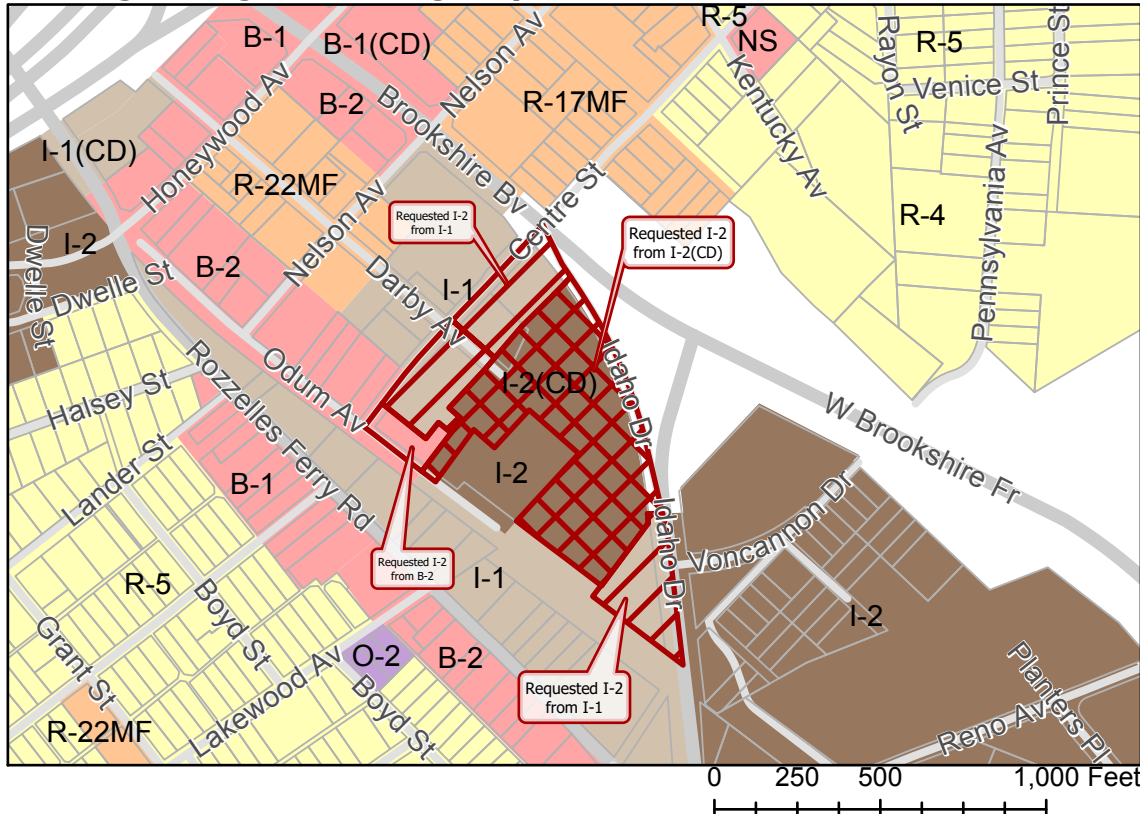 B-1
B-1(CD)
R-5
NS
R-5
Rayon St
Prince St
Venice St
Honeywood Av
B-2
Brookshire Bv
Nelson Av
R-17MF
Kentucky Av
Pennsylvania Av
I-1(CD)
R-22MF
Nelson Av
Requested I-2
from I-1
Centre St
Requested I-2
from I-2(CD)
R-4
I-2
Dwelle St
Dwelle St
B-2
Darby Av
I-1
Halsey St
Odum Av
I-2(CD)
Idaho Dr
W Brookshire Fr
Rozzelles Ferry Rd
Lander St
B-1
I-2
Idaho Dr
Voncannon Dr
Requested I-2
from B-2
R-5
Boyd St
I-1
I-2
Grant St
O-2
B-2
Lakewood Av
Boyd St
Requested I-2
from I-1
Planters Pl
Reno Av
R-22MF
0 250 500 1,000 Feet